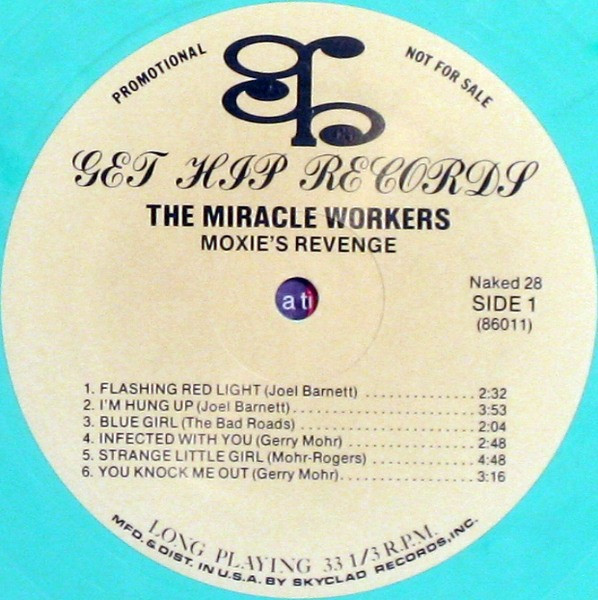 PROMOTIONAL
NOT FOR SALE
GET HIP RECORDS
THE MIRACLE WORKERS
MOXIE'S REVENGE
Naked 28
SIDE 1
(86011)
a ti
1. FLASHING RED LIGHT (Joel Barnett) .............. 2:32
2. I'M HUNG UP (Joel Barnett)....................... 3:53
3. BLUE GIRL (The Bad Roads) ...................... 2:04
4. INFECTED WITH YOU (Gerry Mohr) ................ 2:48
5. STRANGE LITTLE GIRL (Mohr-Rogers) ............. 4:48
6. YOU KNOCK ME OUT (Gerry Mohr)................. 3:16
LONG PLAYING 33 1/3 R.P.M.
MFD. & DIST. IN U.S.A. BY SKYCLAD RECORDS, INC.